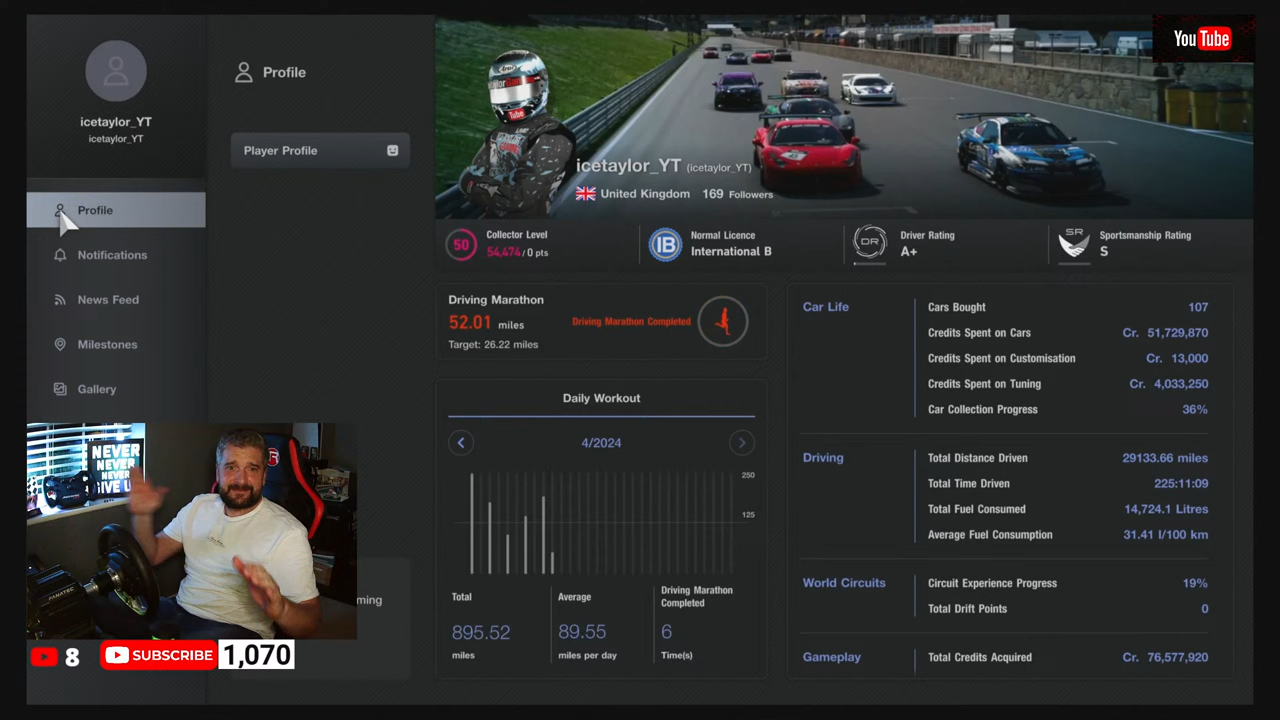 YouTube
icetaylor_YT
icetaylor_YT
Profile
Player Profile
Profile
Notifications
News Feed
Milestones
Gallery
Tube
icetaylor_YT (icetaylor_YT)
United Kingdom 169 Followers
50
Collector Level
54,474 / 0 pts
IB
Normal Licence
International B
DR
Driver Rating
A+
SR
Sportsmanship Rating
S
Driving Marathon
52.01 miles
Target: 26.22 miles
Driving Marathon Completed
Daily Workout
4/2024
250
125
Total
895.52
miles
Average
89.55
miles per day
Driving Marathon
Completed
6
Time(s)
Car Life
Cars Bought 107
Credits Spent on Cars Cr. 51,729,870
Credits Spent on Customisation Cr. 13,000
Credits Spent on Tuning Cr. 4,033,250
Car Collection Progress 36%
Driving
Total Distance Driven 29133.66 miles
Total Time Driven 225:11:09
Total Fuel Consumed 14,724.1 Litres
Average Fuel Consumption 31.41 l/100 km
World Circuits
Circuit Experience Progress 19%
Total Drift Points 0
Gameplay
Total Credits Acquired Cr. 76,577,920
NEVER
NEVER
NEVER
GIVE
FANATEC
ming
8
SUBSCRIBE 1,070